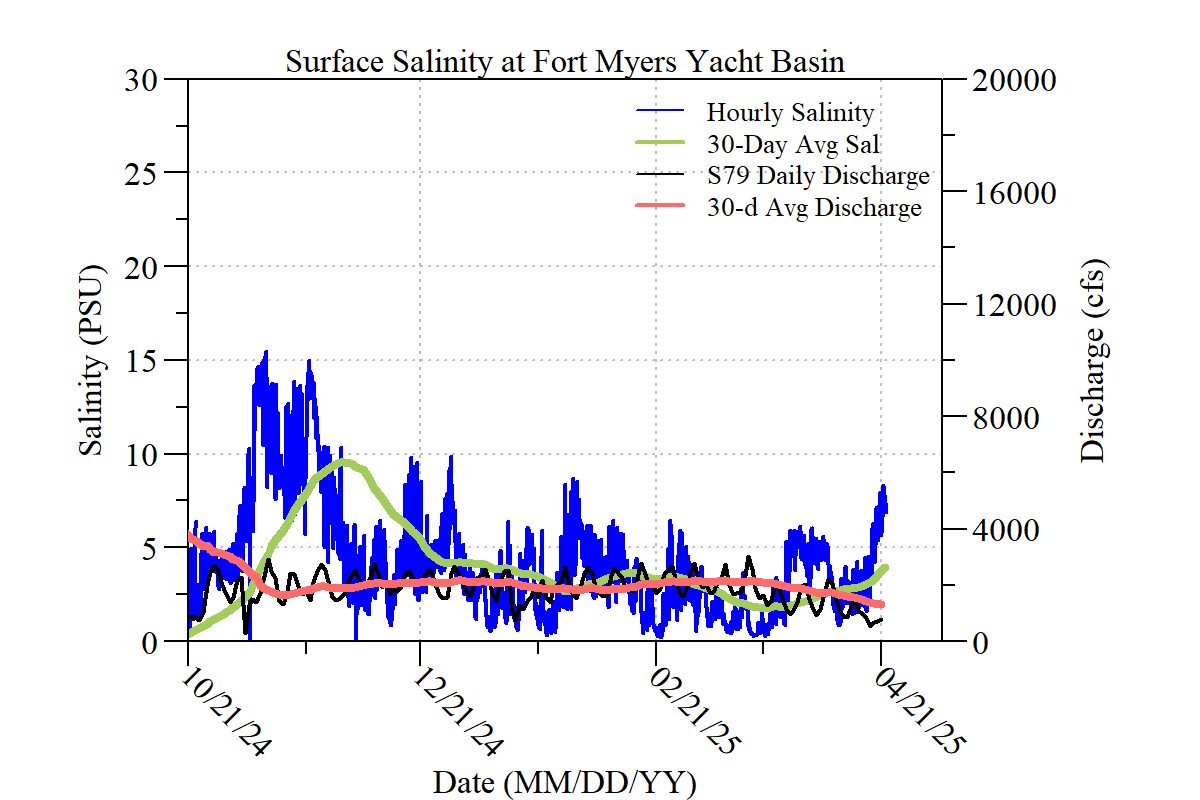 Surface Salinity at Fort Myers Yacht Basin
30
25
20
15
10
5
0
Salinity (PSU)
Hourly Salinity
30-Day Avg Sal
S79 Daily Discharge
30-d Avg Discharge
20000
16000
12000
8000
4000
0
Discharge (cfs)
10/21/24
12/21/24
02/21/25
04/21/25
Date (MM/DD/YY)